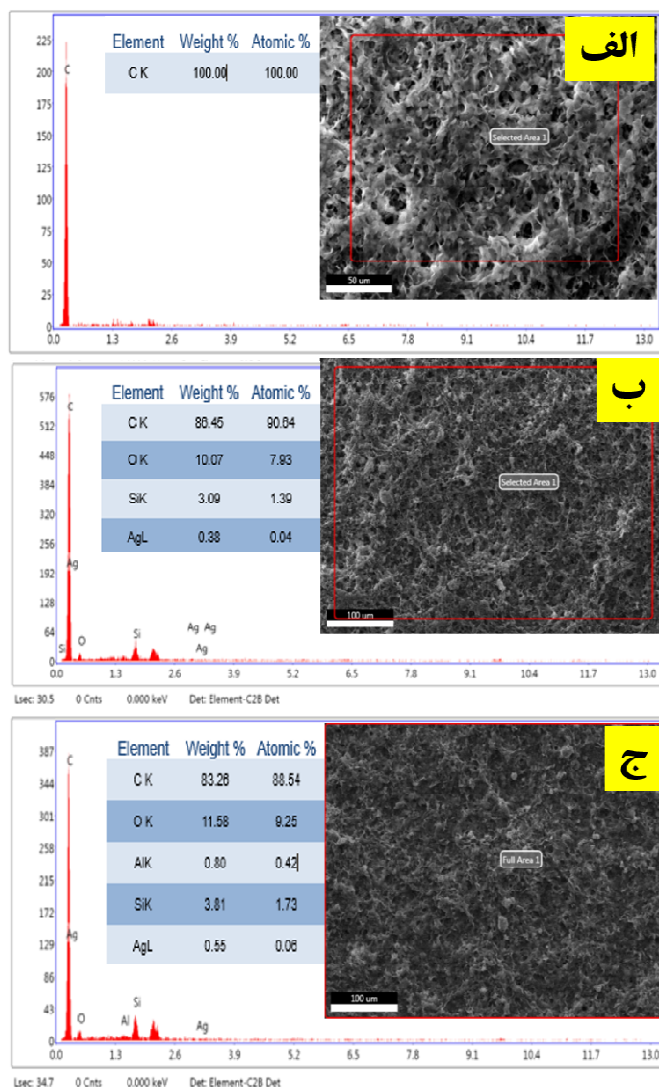 Element Weight % Atomic %
C K 100.00 100.00
225
200
175
150
125
100
75
50
25
0
C
0.0 1.3 2.6 3.9 5.2 6.5 7.8 9.1 10.4 11.7 13.0
الف
Selected Area 1
50 um
Element Weight % Atomic %
C K 86.45 90.64
O K 10.07 7.93
SiK 3.09 1.39
AgL 0.38 0.04
576
512
448
384
320
256
192
128
64
0
C
Ag
Si O Si Ag Ag
Ag
0.0 1.3 2.6 3.9 5.2 6.5 7.8 9.1 10.4 11.7 13.0
ب
Selected Area 1
100 um
Lsec: 30.5 0 Cnts 0.000 keV Det: Element-C2B Det
Element Weight % Atomic %
C K 83.26 88.54
O K 11.58 9.25
AlK 0.80 0.42
SiK 3.81 1.73
AgL 0.55 0.06
387
344
301
258
215
172
129
86
43
0
C
Ag
O Al Si Ag
0.0 1.3 2.6 3.9 5.2 6.5 7.8 9.1 10.4 11.7 13.0
ج
Full Area 1
100 um
Lsec: 34.7 0 Cnts 0.000 keV Det: Element-C2B Det